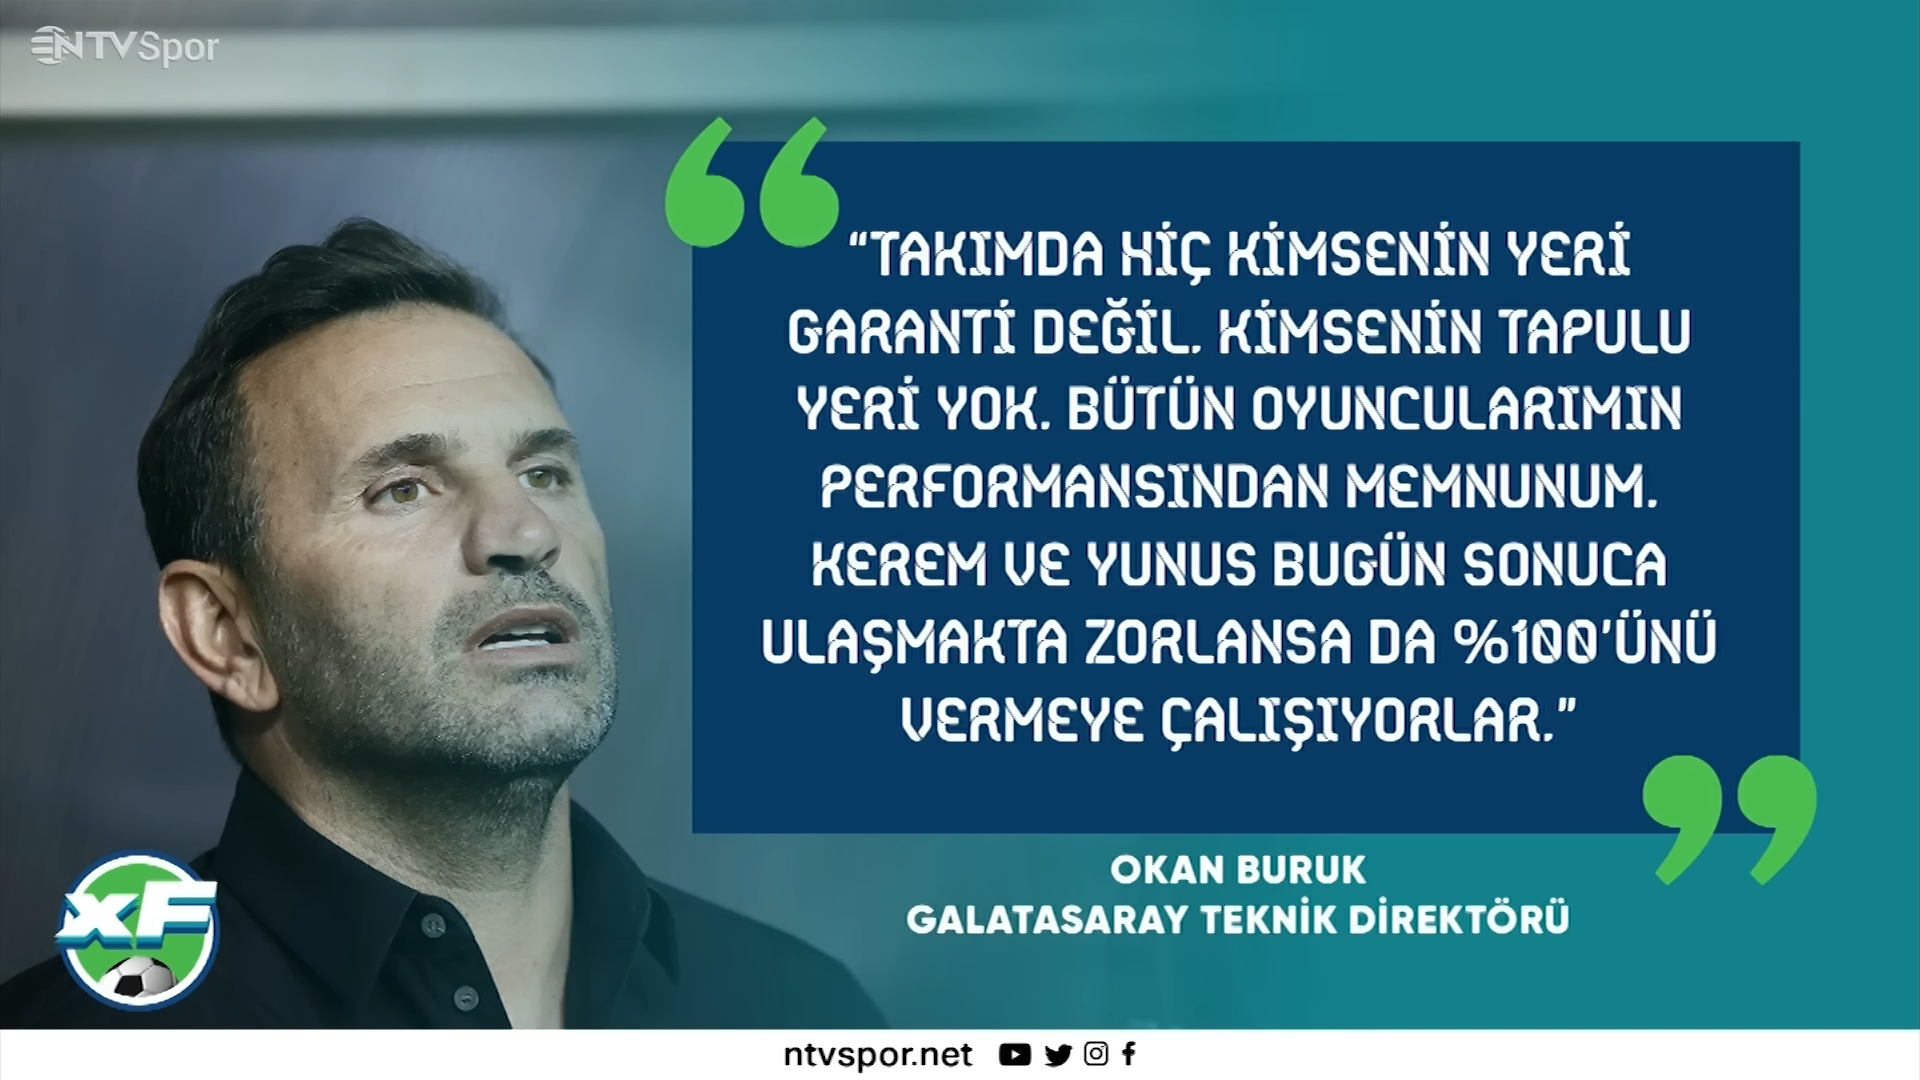 NTVSpor
“TAKIMDA HİÇ KİMSENİN YERİ
GARANTİ DEĞİL. KİMSENİN TAPULU
YERİ YOK. BÜTÜN OYUNCULARIMIN
PERFORMANSINDAN MEMNUNUM.
KEREM VE YUNUS BUGÜN SONUCA
ULAŞMAKTA ZORLANSA DA %100'ÜNÜ
VERMEYE ÇALIŞIYORLAR.”
OKAN BURUK
GALATASARAY TEKNİK DİREKTÖRÜ
xF
ntvspor.net